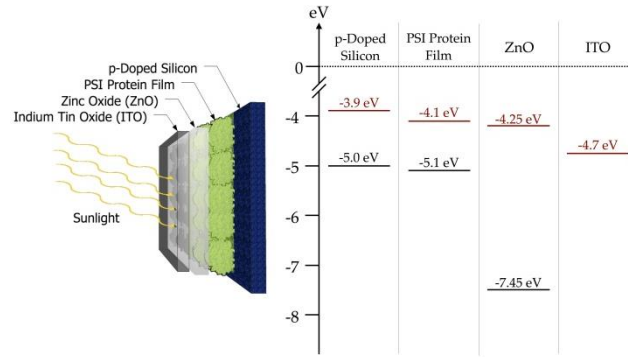 p-Doped Silicon
PSI Protein Film
Zinc Oxide (ZnO)
Indium Tin Oxide (ITO)
Sunlight
eV
p-Doped
Silicon
PSI Protein
Film
ZnO
ITO
0
-4
-5
-6
-7
-8
-3.9 eV
-5.0 eV
-4.1 eV
-5.1 eV
-4.25 eV
-7.45 eV
-4.7 eV